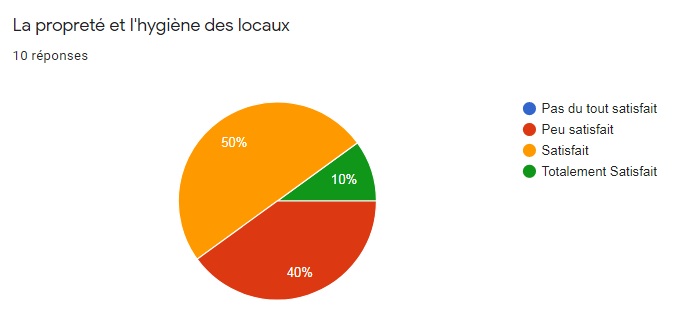 La propreté et l'hygiène des locaux
10 réponses
50%
10%
40%
Pas du tout satisfait
Peu satisfait
Satisfait
Totalement Satisfait